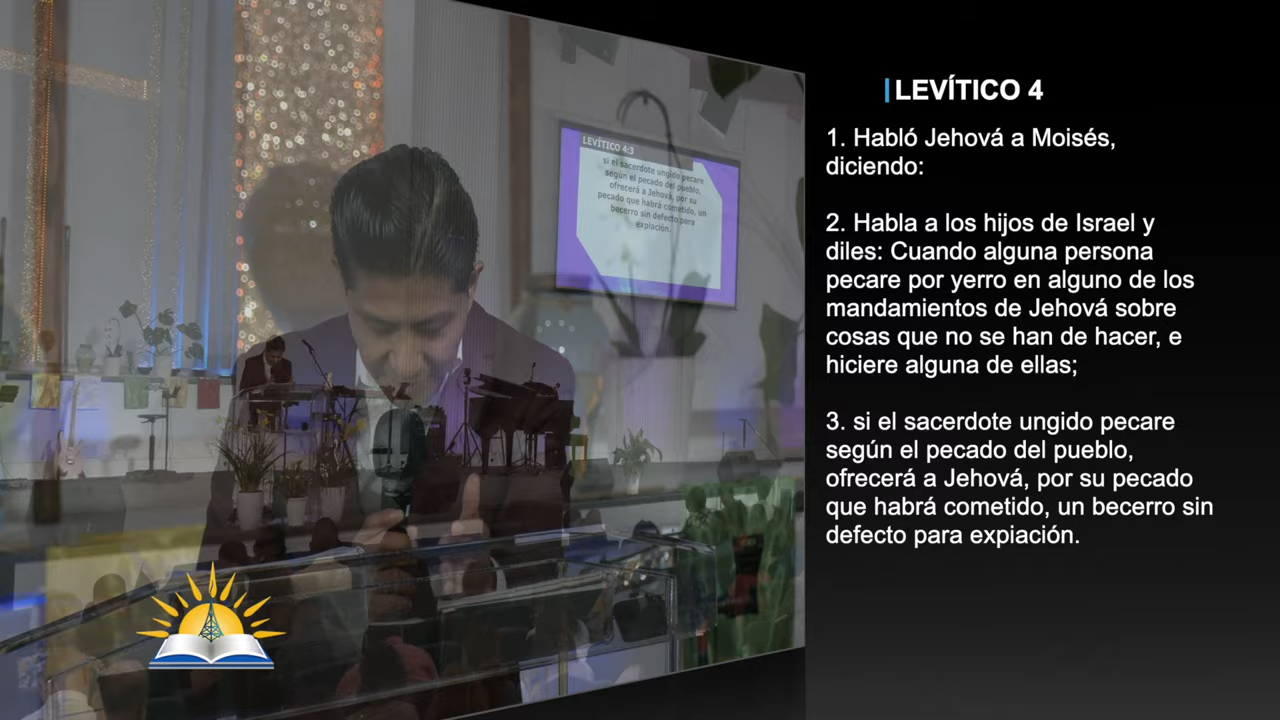 LEVÍTICO 4:3
si el sacerdote ungido pecare
según el pecado del pueblo,
ofrecerá a Jehová, por su
pecado que habrá cometido, un
becerro sin defecto para
expiación.
LEVÍTICO 4
1. Habló Jehová a Moisés,
diciendo:
2. Habla a los hijos de Israel y
diles: Cuando alguna persona
pecare por yerro en alguno de los
mandamientos de Jehová sobre
cosas que no se han de hacer, e
hiciere alguna de ellas;
3. si el sacerdote ungido pecare
según el pecado del pueblo,
ofrecerá a Jehová, por su pecado
que habrá cometido, un becerro sin
defecto para expiación.